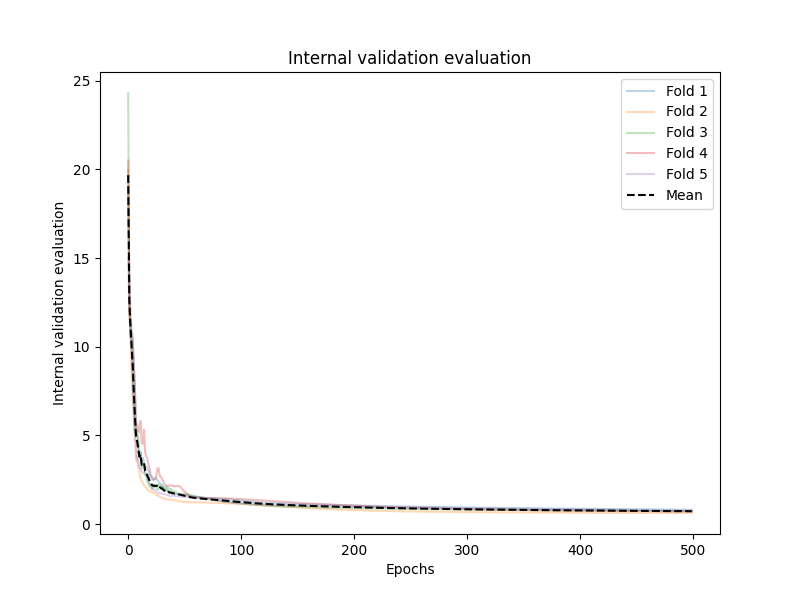 Internal validation evaluation
Internal validation evaluation
25
20
15
10
5
0
0 100 200 300 400 500
Epochs
Fold 1
Fold 2
Fold 3
Fold 4
Fold 5
Mean